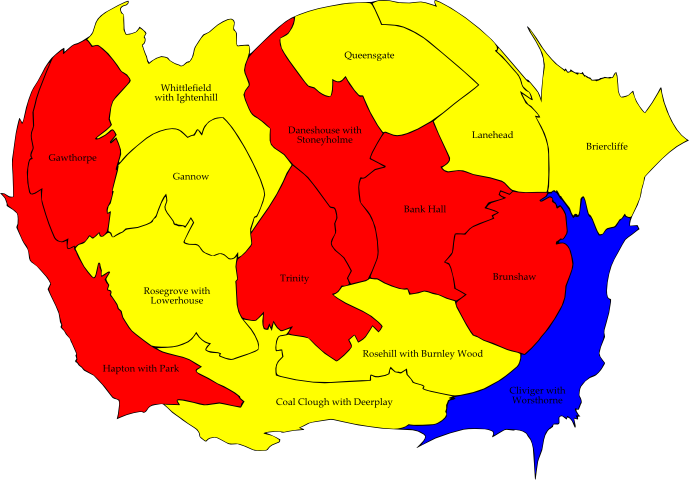 Queensgate
Whittlefield
with Ightenhill
Daneshouse with
Stoneyholme
Lanehead
Briercliffe
Gawthorpe
Gannow
Bank Hall
Trinity
Brunshaw
Rosegrove with
Lowerhouse
Rosehill with Burnley Wood
Hapton with Park
Cliviger with
Worsthorne
Coal Clough with Deerplay